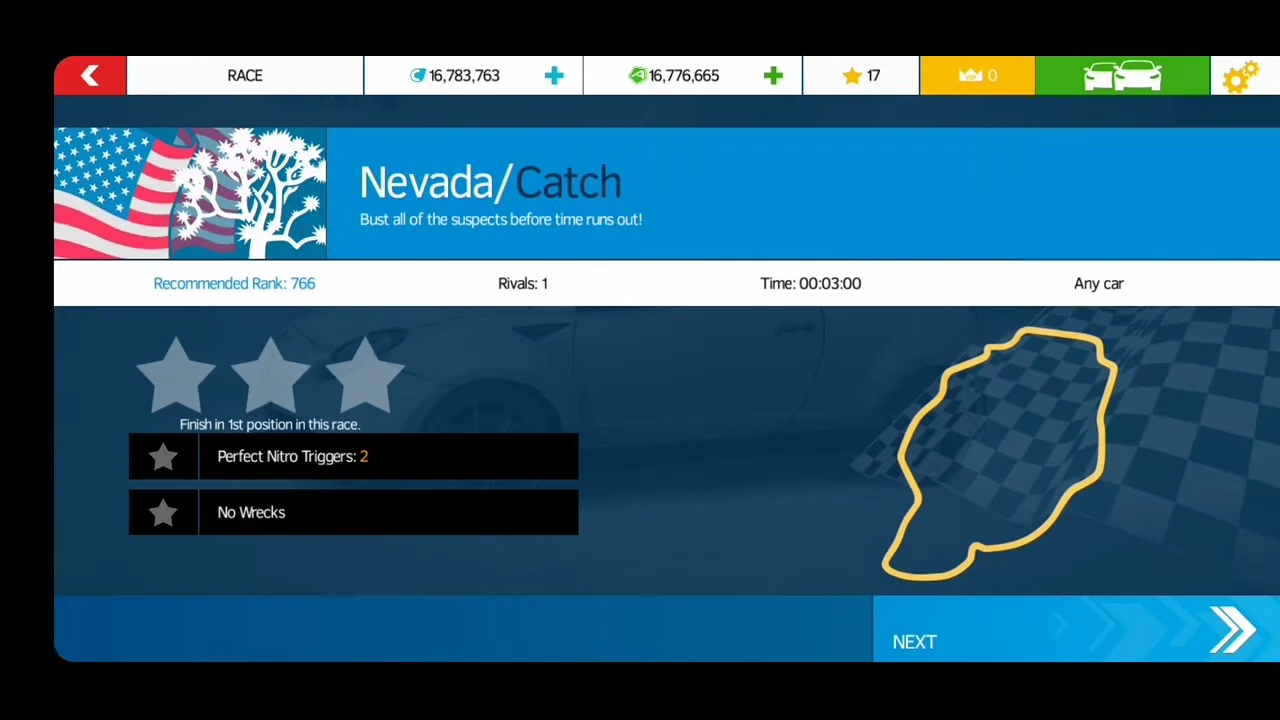 RACE
16,783,763
16,776,665
17
0
Nevada/Catch
Bust all of the suspects before time runs out!
Recommended Rank: 766
Rivals: 1
Time: 00:03:00
Any car
Finish in 1st position in this race.
Perfect Nitro Triggers: 2
No Wrecks
NEXT